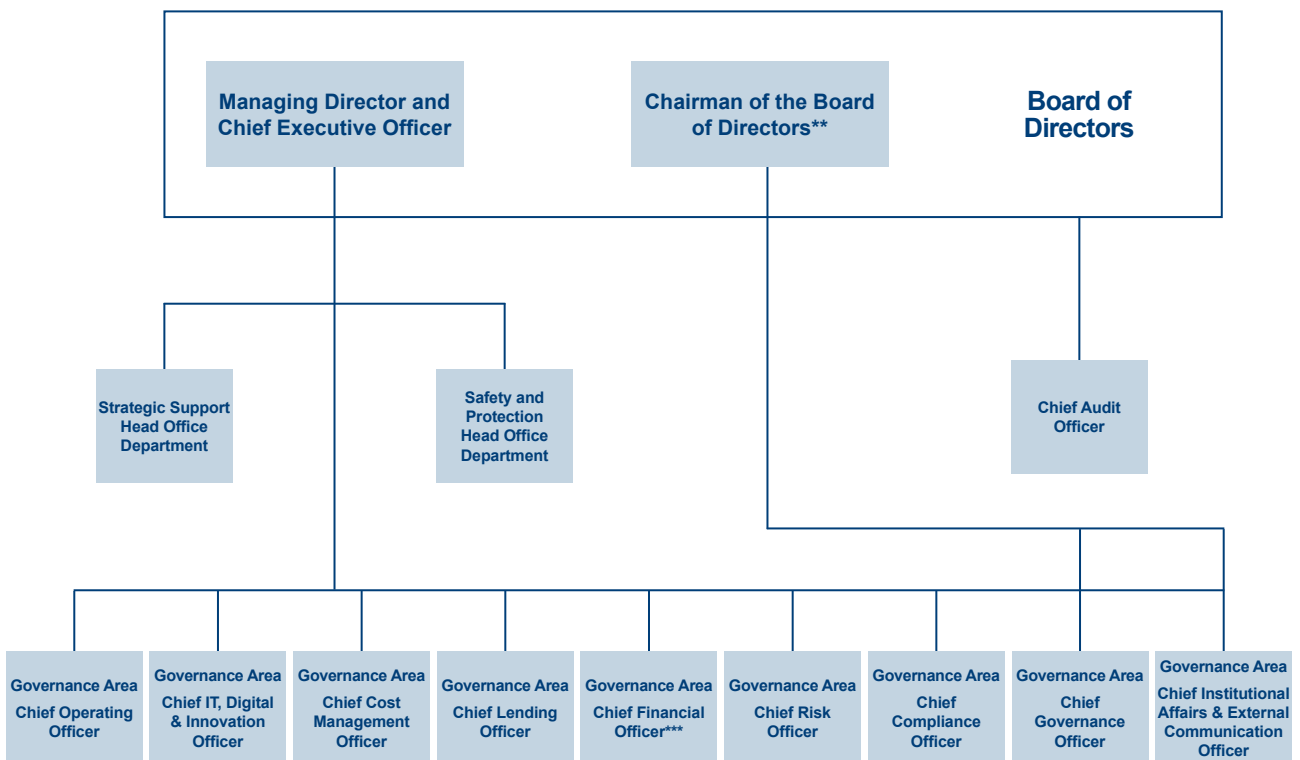 Managing Director and
Chief Executive Officer
Chairman of the Board
of Directors**
Board of
Directors
Strategic Support
Head Office
Department
Safety and
Protection
Head Office
Department
Chief Audit
Officer
Governance Area
Chief Operating
Officer
Governance Area
Chief IT, Digital
& Innovation
Officer
Governance Area
Chief Cost
Management
Officer
Governance Area
Chief Lending
Officer
Governance Area
Chief Financial
Officer***
Governance Area
Chief Risk
Officer
Governance Area
Chief
Compliance
Officer
Governance Area
Chief
Governance
Officer
Governance Area
Chief Institutional
Affairs & External
Communication
Officer